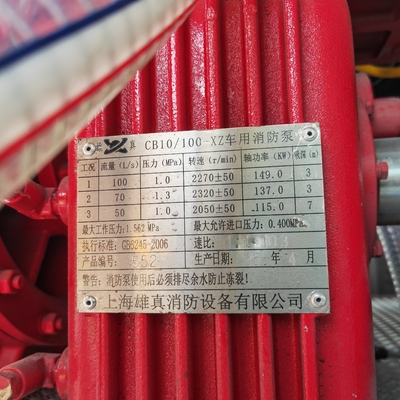 真 CB10/100-XZ车用消防泵
工况 流量(L/s) 压力(MPa) 转速(r/min) 轴功率(KW) 吸深(m)
1 100 1.0 2270±50 149.0 3
2 70 1.3 2320±50 137.0 3
3 50 1.0 2050±50 115.0 7
最大工作压力:1.562MPa 最大允许进口压力:0.400MPa
执行标准:GB6245-2006 速比:
产品编号: 生产日期: 年 月
警告:消防泵使用后必须排尽余水防止冻裂!
上海雄真消防设备有限公司